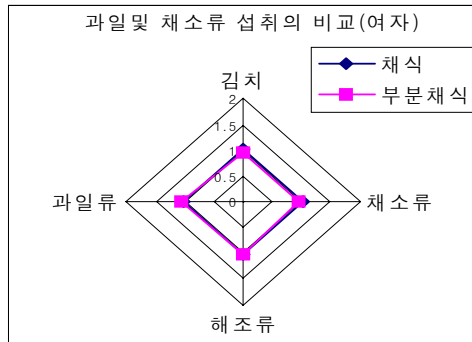 과일및 채소류 섭취의 비교(여자)
채식
부분채식
김치
2
1.5
1
0.5
0
과일류
채소류
해조류